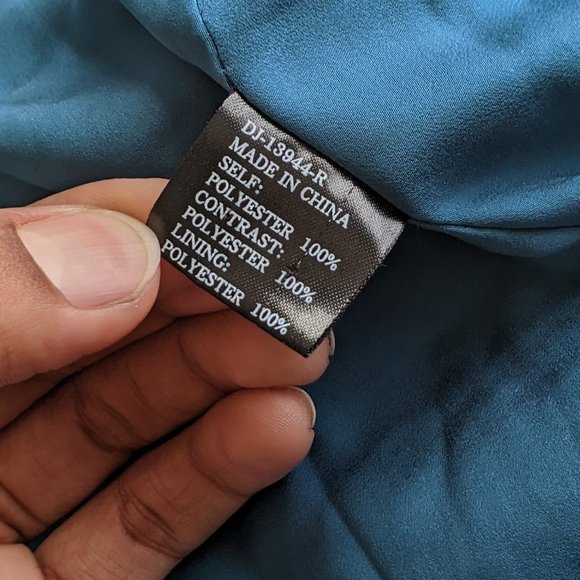 DJ-13944-R
MADE IN CHINA
SELF:
POLYESTER 100%
CONTRAST:
POLYESTER 100%
LINING:
POLYESTER 100%